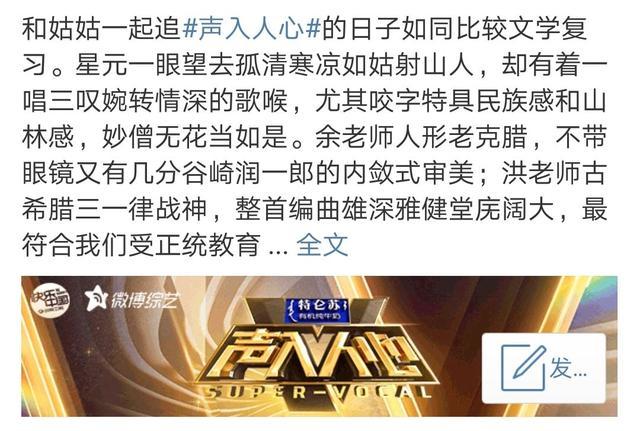 和姑姑一起追#声入人心#的日子如同比较文学复
习。星元一眼望去孤清寒凉如姑射山人，却有着一
唱三叹婉转情深的歌喉，尤其咬字特具民族感和山
林感，妙僧无花当如是。余老师人形老克腊，不带
眼镜又有几分谷崎润一郎的内敛式审美；洪老师古
希腊三一律战神，整首编曲雄深雅健堂庑阔大，最
符合我们受正统教育 ... 全文
微博综艺
特仑苏
有机纯牛奶
声入人心
SUPER-VOCAL
发...